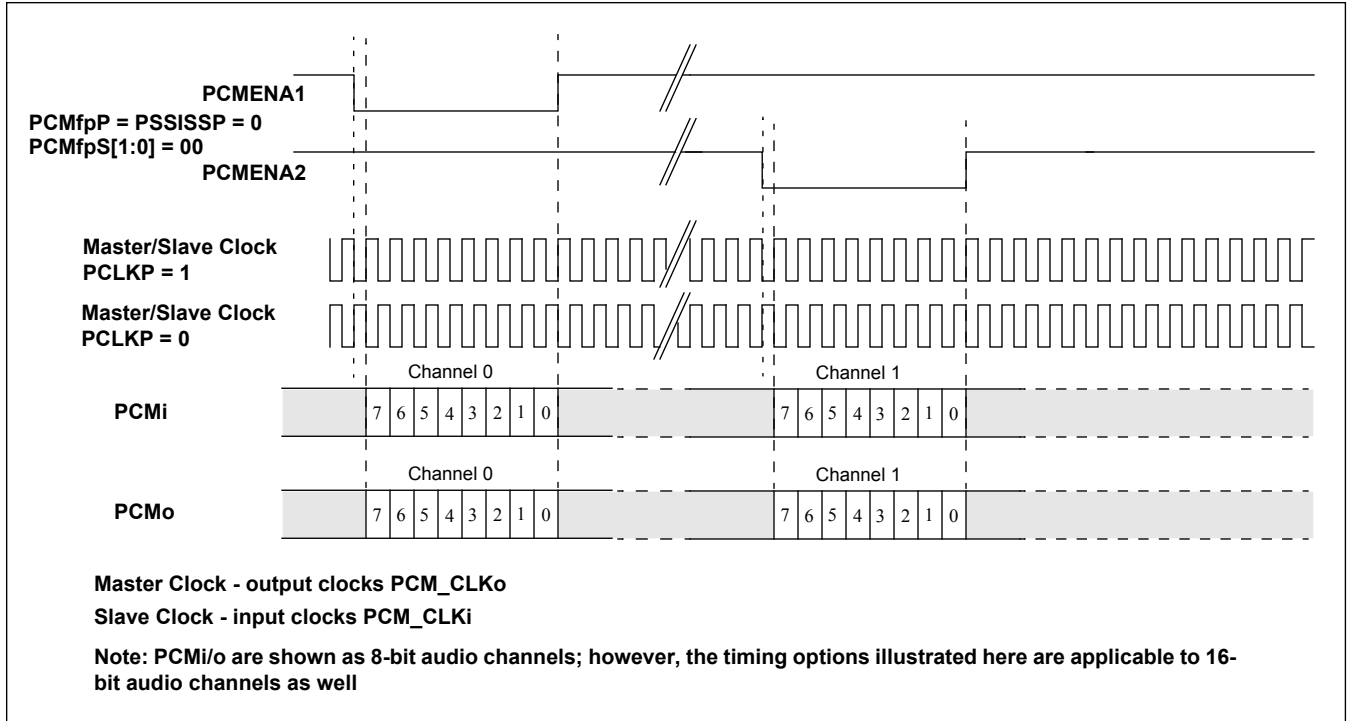 PCMENA1
PCMfpP = PSSISSP = 0
PCMfpS[1:0] = 00
PCMENA2
Master/Slave Clock
PCLKP = 1
Master/Slave Clock
PCLKP = 0
Channel 0 Channel 1
PCMi 7 6 5 4 3 2 1 0 7 6 5 4 3 2 1 0
Channel 0 Channel 1
PCMo 7 6 5 4 3 2 1 0 7 6 5 4 3 2 1 0
Master Clock - output clocks PCM_CLKo
Slave Clock - input clocks PCM_CLKi
Note: PCMi/o are shown as 8-bit audio channels; however, the timing options illustrated here are applicable to 16-
bit audio channels as well